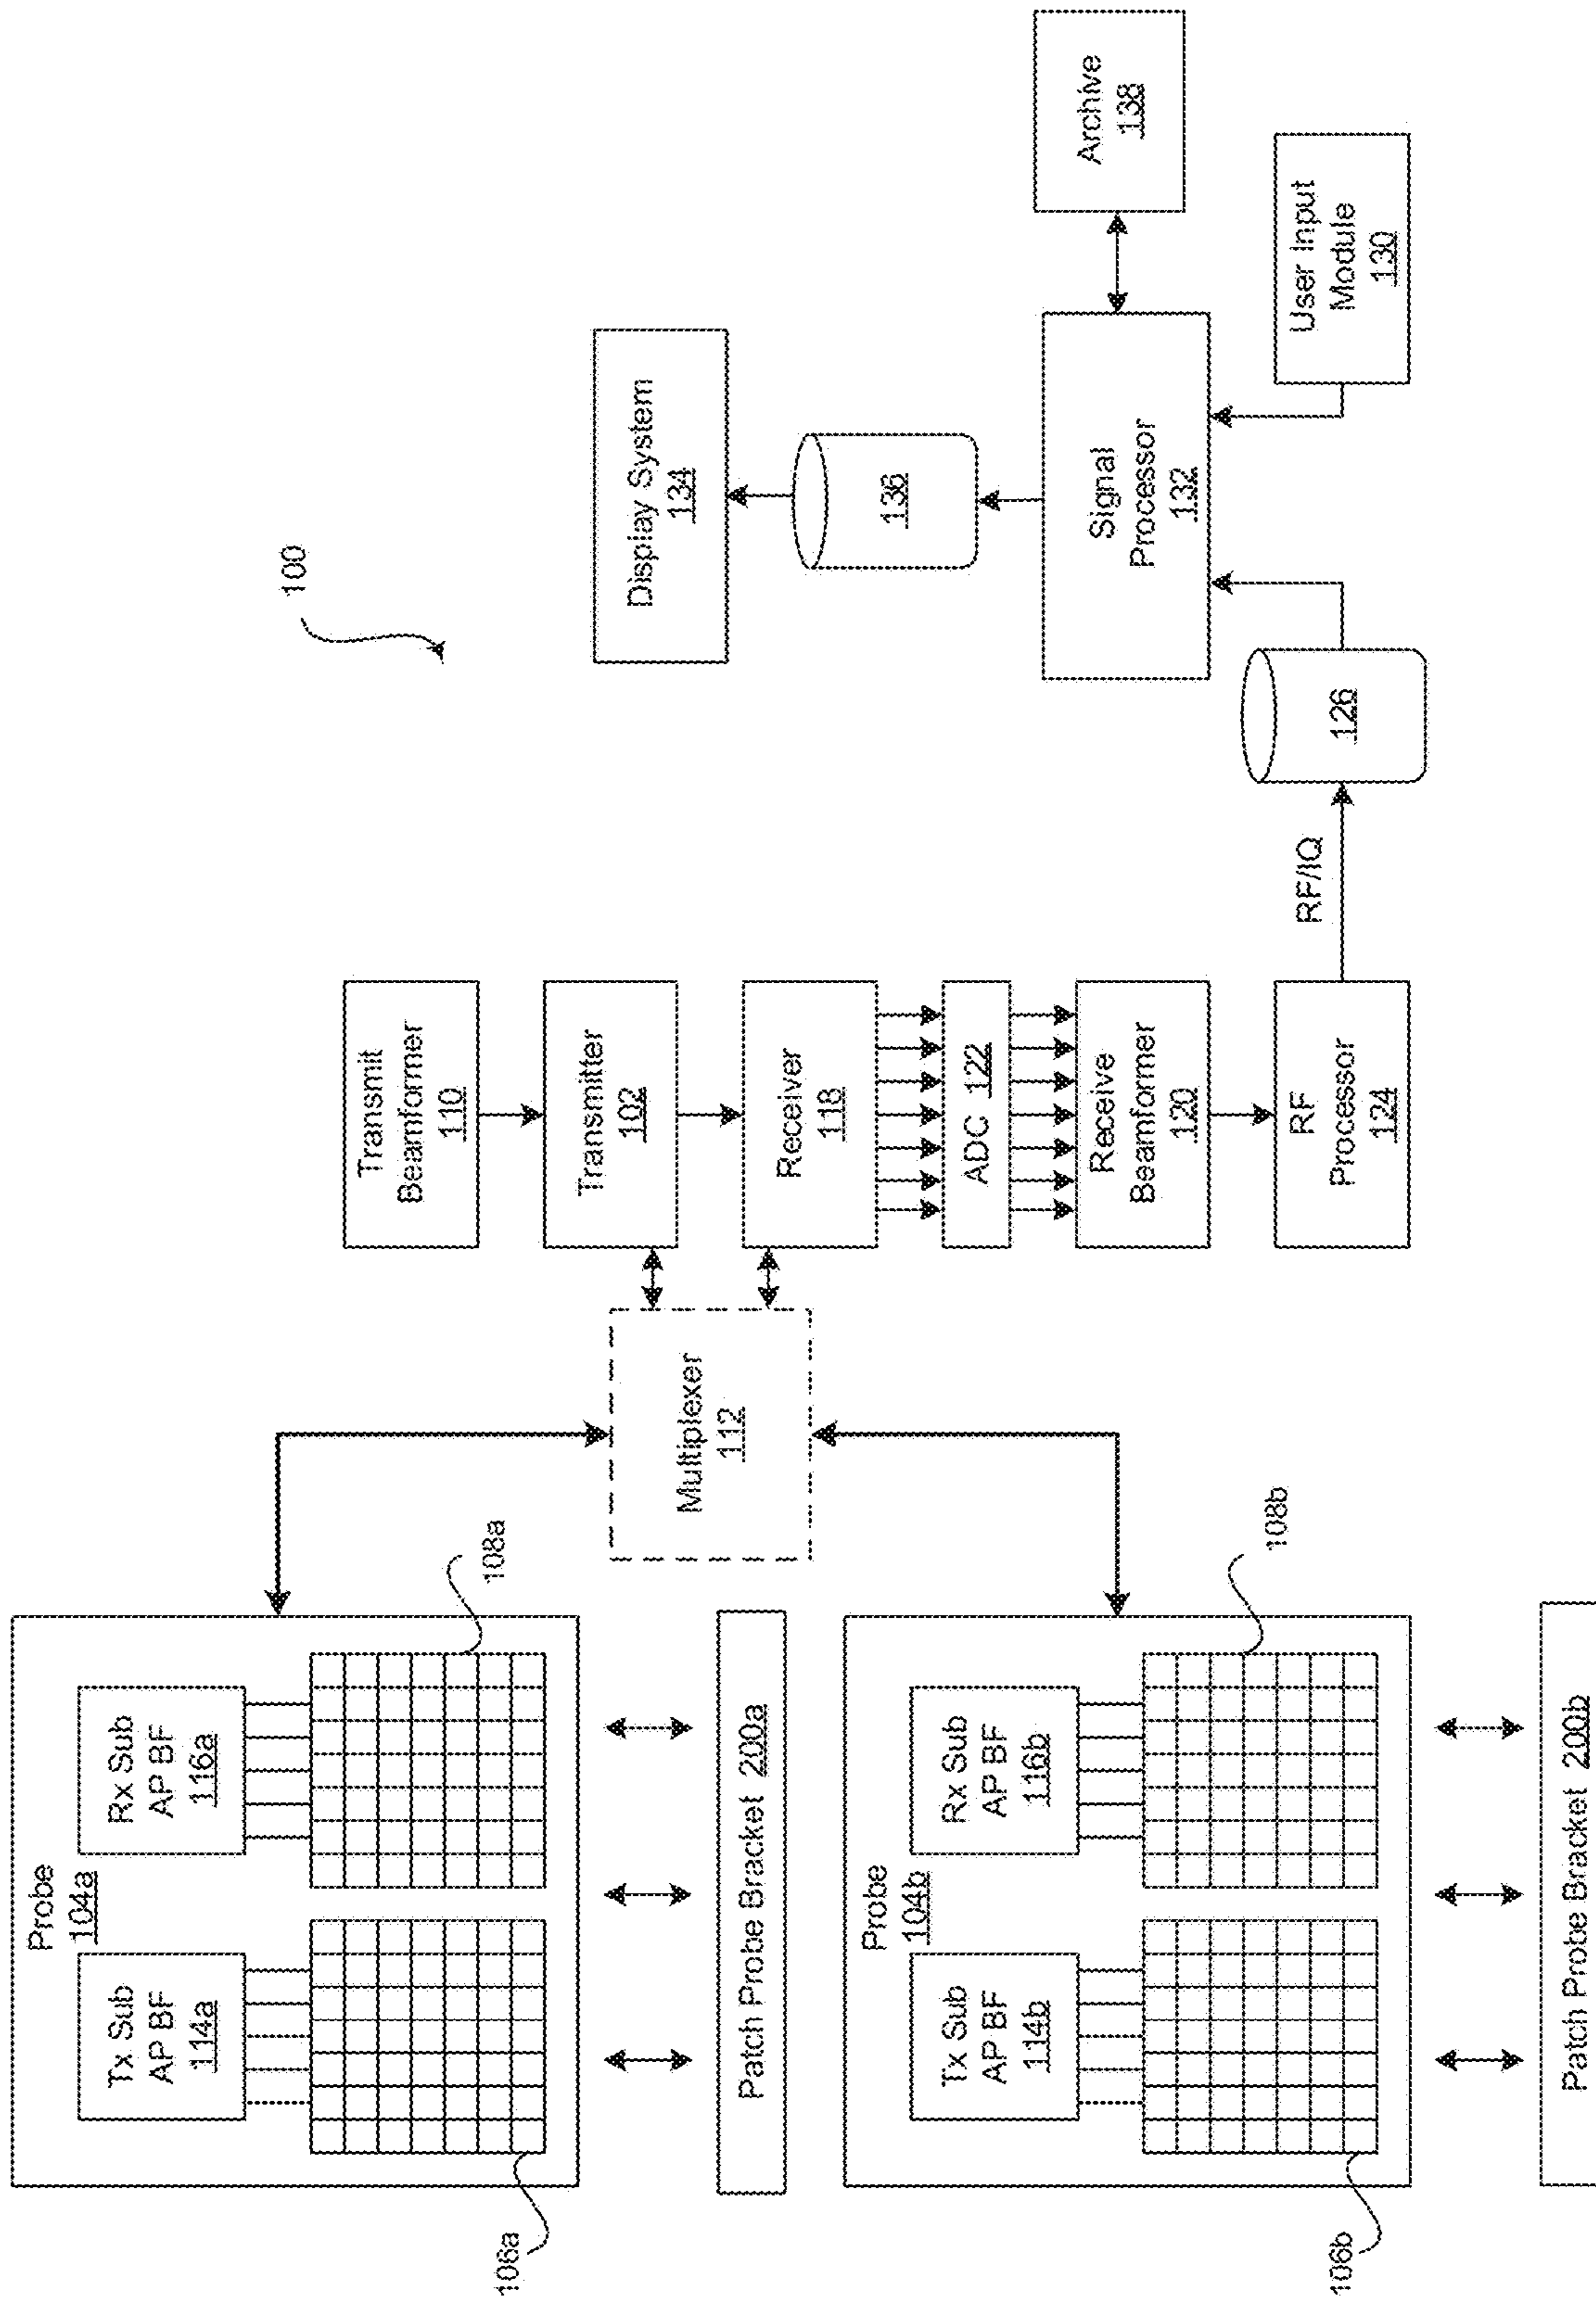 100
Probe
104a
Tx Sub
AP BF
114a
Rx Sub
AP BF
116a
106a
108a
Patch Probe Bracket 200a
Probe
104b
Tx Sub
AP BF
114b
Rx Sub
AP BF
116b
106b
108b
Patch Probe Bracket 200b
Multiplexer
112
Transmit
Beamformer
110
Transmitter
102
Receiver
118
ADC 122
Receive
Beamformer
120
RF
Processor
124
RF/IQ
126
Display System
134
136
Signal
Processor
132
Archive
138
User Input
Module
130